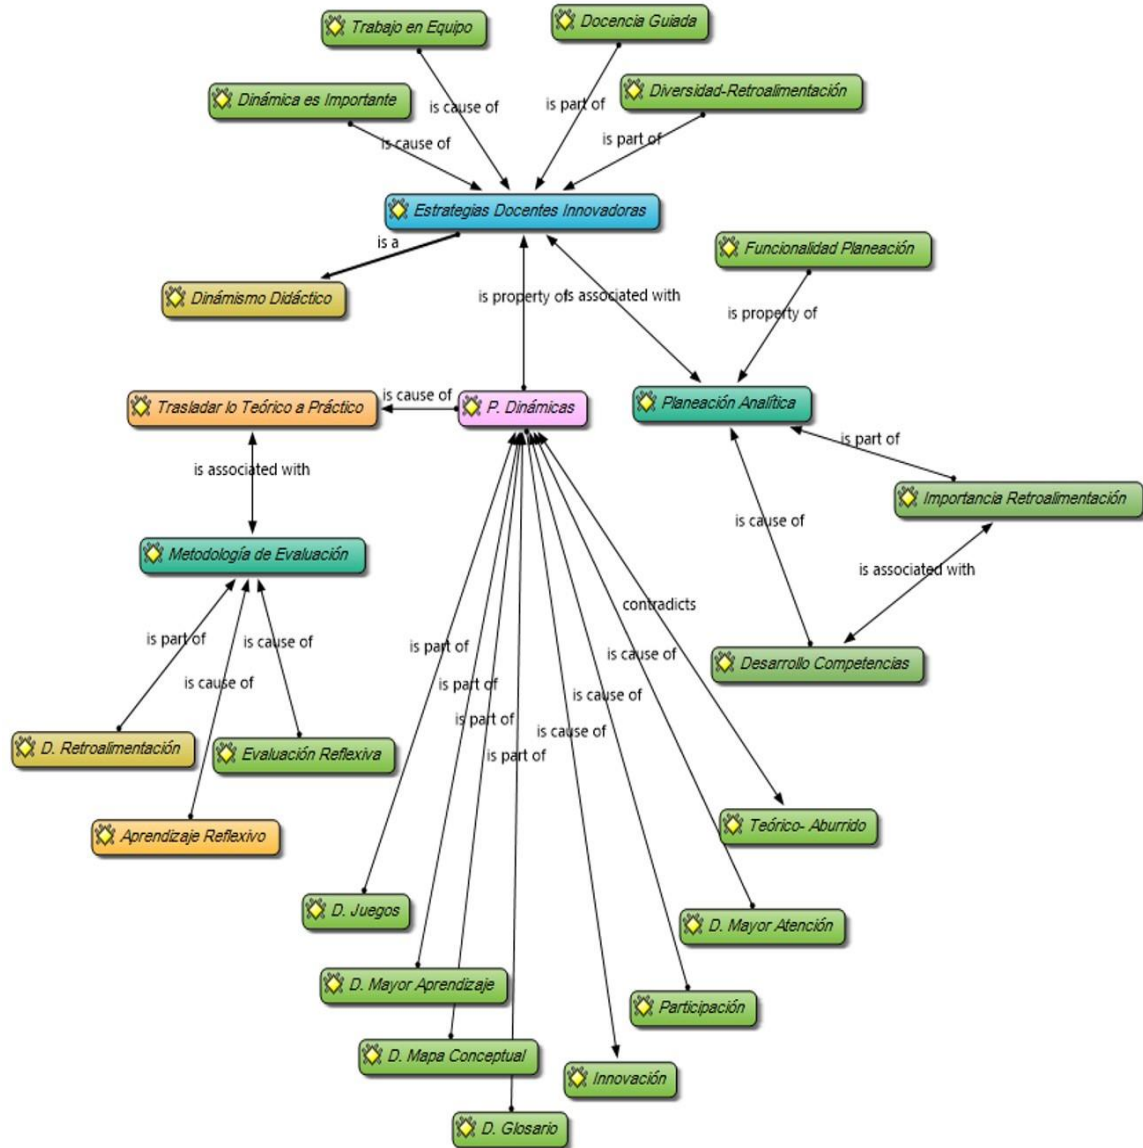 Trabajo en Equipo
Docencia Guiada
Dinámica es Importante
Diversidad-Retroalimentación
is cause of
is part of
is cause of
is part of
Estrategias Docentes Innovadoras
is a
Funcionalidad Planeación
Dinámismo Didáctico
is property of
is associated with
is property of
Trasladar lo Teórico a Práctico
is cause of
P. Dinámicas
Planeación Analítica
is part of
is associated with
Importancia Retroalimentación
is cause of
Metodología de Evaluación
is associated with
contradicts
is part of
is cause of
is part of
is cause of
Desarrollo Competencias
is cause of
is part of
is cause of
is part of
is cause of
is part of
D. Retroalimentación
Evaluación Reflexiva
Teórico- Aburrido
Aprendizaje Reflexivo
D. Juegos
D. Mayor Atención
D. Mayor Aprendizaje
Participación
D. Mapa Conceptual
Innovación
D. Glosario